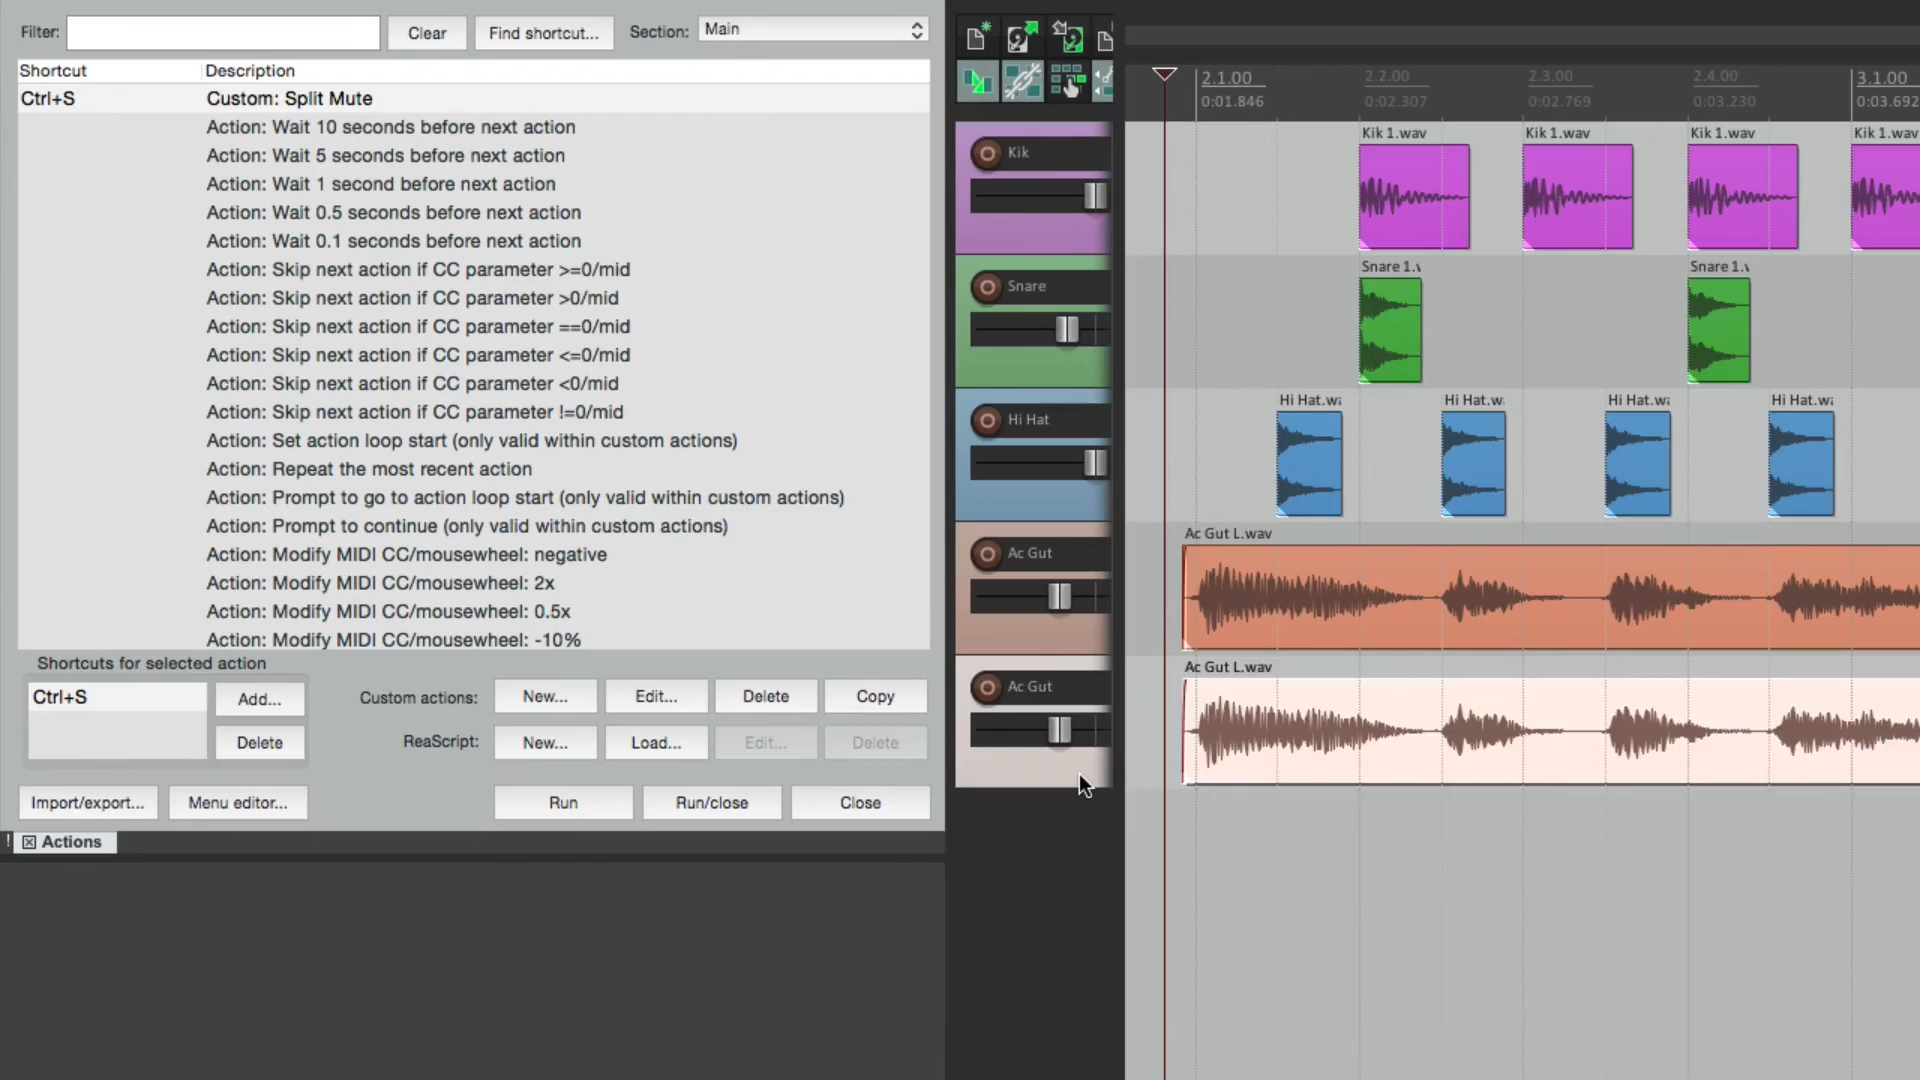 Filter:
Clear
Find shortcut...
Section:
Main
Shortcut
Description
Ctrl+S
Custom: Split Mute
Action: Wait 10 seconds before next action
Action: Wait 5 seconds before next action
Action: Wait 1 second before next action
Action: Wait 0.5 seconds before next action
Action: Wait 0.1 seconds before next action
Action: Skip next action if CC parameter >=0/mid
Action: Skip next action if CC parameter >0/mid
Action: Skip next action if CC parameter ==0/mid
Action: Skip next action if CC parameter <=0/mid
Action: Skip next action if CC parameter <0/mid
Action: Skip next action if CC parameter !=0/mid
Action: Set action loop start (only valid within custom actions)
Action: Repeat the most recent action
Action: Prompt to go to action loop start (only valid within custom actions)
Action: Prompt to continue (only valid within custom actions)
Action: Modify MIDI CC/mousewheel: negative
Action: Modify MIDI CC/mousewheel: 2x
Action: Modify MIDI CC/mousewheel: 0.5x
Action: Modify MIDI CC/mousewheel: -10%
Shortcuts for selected action
Ctrl+S
Add...
Delete
Custom actions:
New...
Edit...
Delete
Copy
ReaScript:
New...
Load...
Edit...
Delete
Import/export...
Menu editor...
Run
Run/close
Close
! Actions
2.1.00
0:01.846
2.2.00
0:02.307
2.3.00
0:02.769
2.4.00
0:03.230
3.1.00
0:03.692
Kik
Kik 1.wav
Kik 1.wav
Kik 1.wav
Kik 1.wav
Snare
Snare 1.
Snare 1.
Hi Hat
Hi Hat.w
Hi Hat.w
Hi Hat.w
Hi Hat.w
Ac Gut
Ac Gut L.wav
Ac Gut
Ac Gut L.wav